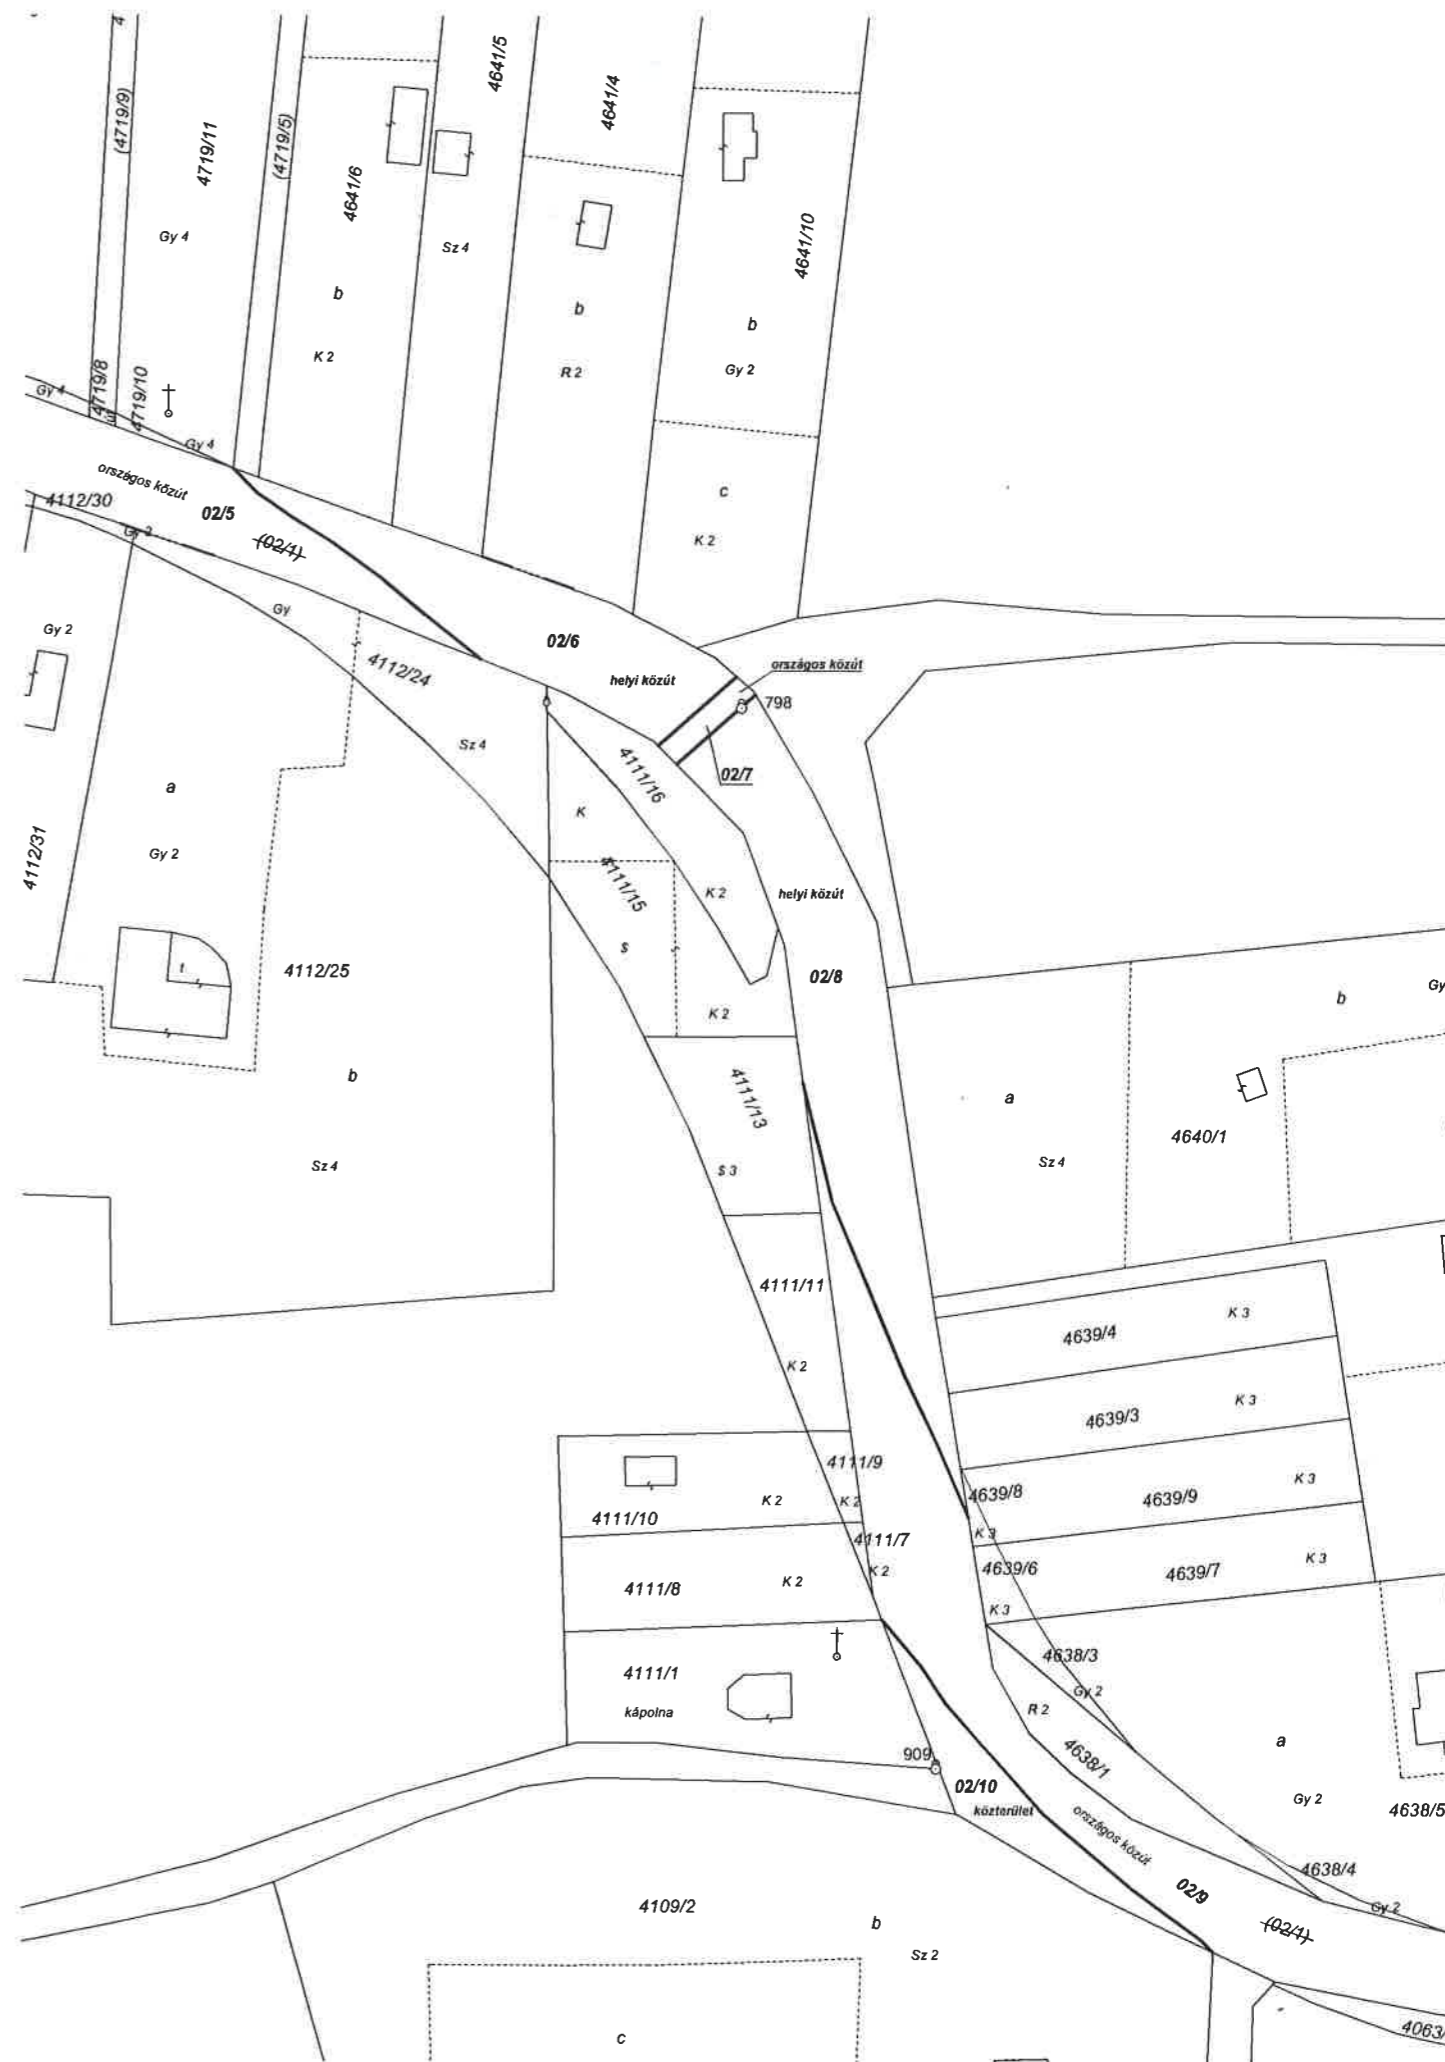 4
(4719/9)
4719/11
(4719/5)
4641/6
4641/5
4641/4
4641/10
Gy 4
Sz 4
b
b
b
K 2
R 2
Gy 2
4719/8
út
4719/10
Gy 4
Gy 4
országos közút
02/5
(02/1)
4112/30
c
K 2
Gy
Gy 2
4112/24
02/6
helyi közút
országos közút
798
Sz 4
02/7
4111/16
a
K
Gy 2
4112/31
4111/15
K 2
helyi közút
S
t
4112/25
02/8
K 2
b
Gy
b
4111/13
a
4640/1
Sz 4
S 3
Sz 4
4111/11
4639/4
K 3
K 2
4639/3
K 3
4111/9
4639/8
4639/9
K 3
4111/10
K 2
K 2
4111/7
K 3
4639/6
4639/7
K 3
4111/8
K 2
K 2
K 3
4111/1
kápolna
4638/3
Gy 2
R 2
4638/1
a
909
02/10
közterület
országos közút
Gy 2
4638/5
4638/4
02/9
Gy 2
(02/1)
4109/2
b
Sz 2
c
4063/